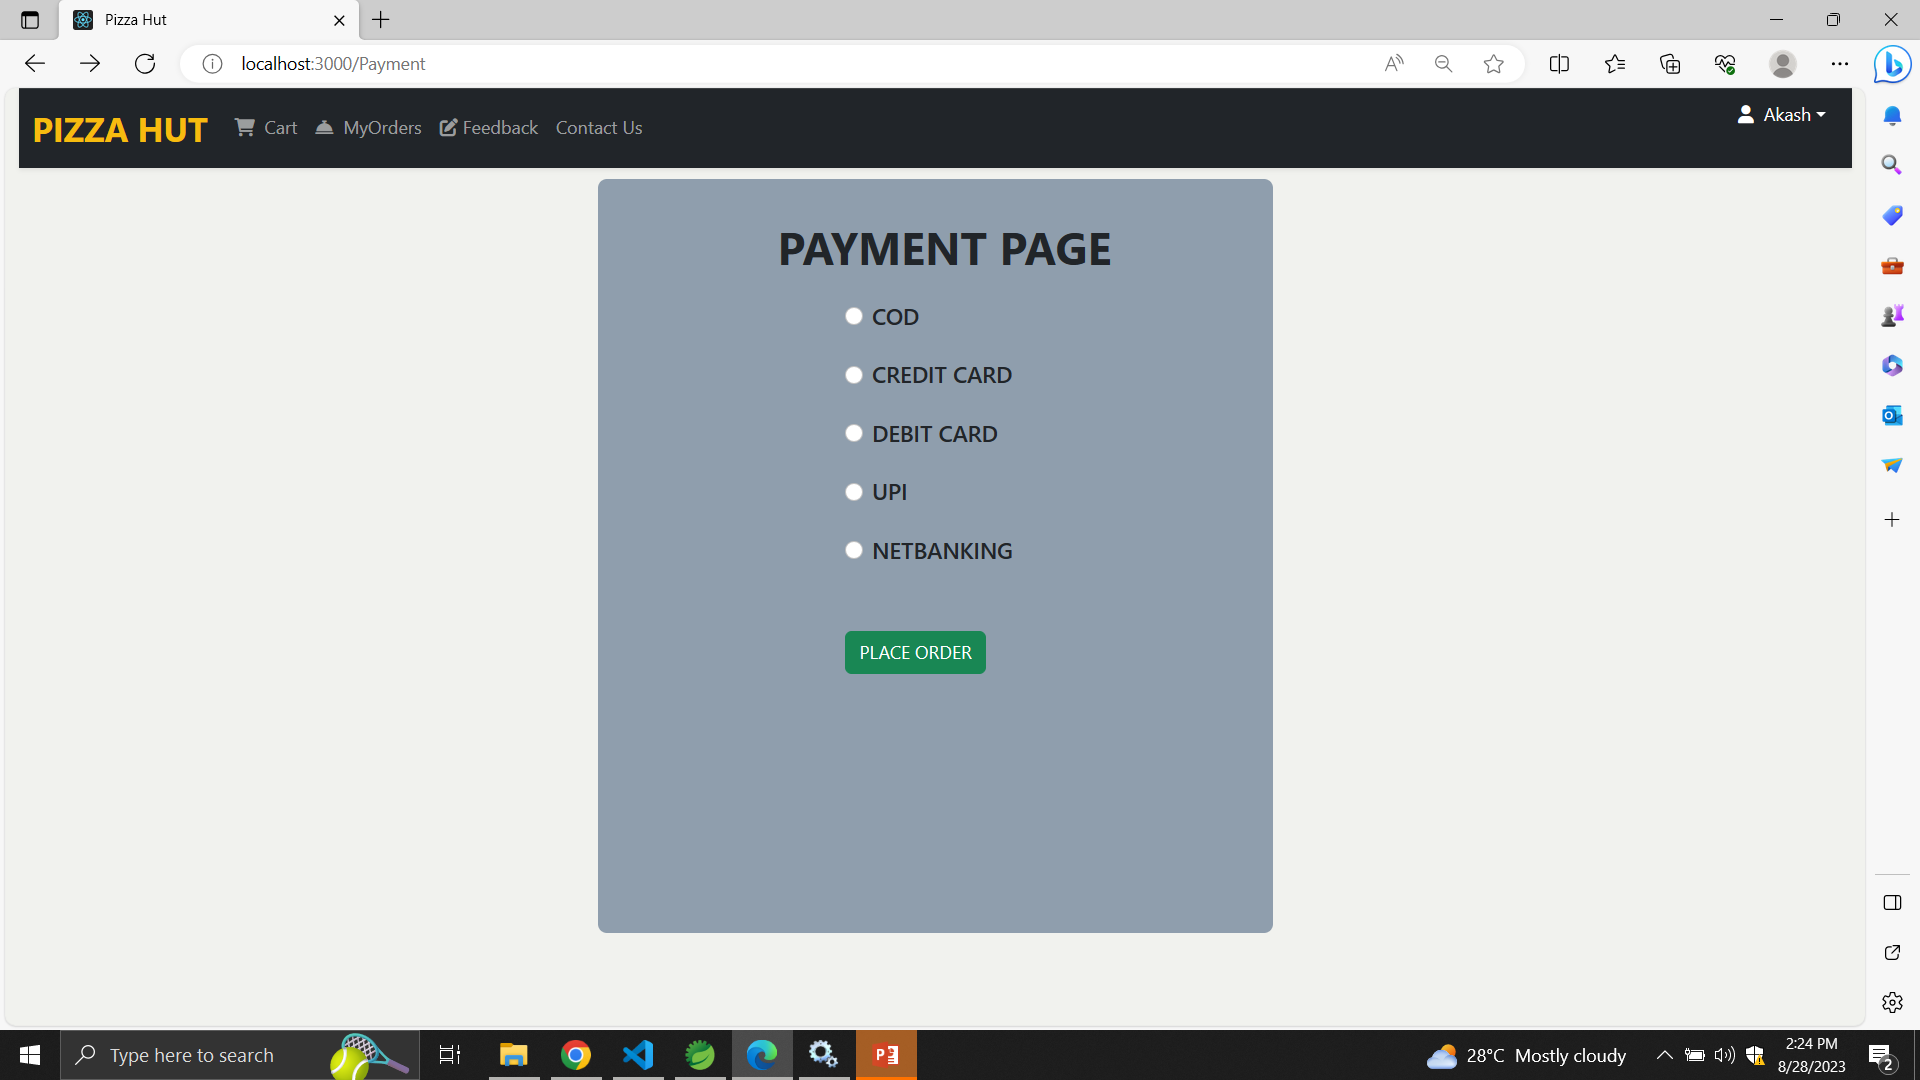 Pizza Hut
localhost:3000/Payment
PIZZA HUT Cart MyOrders Feedback Contact Us Akash
PAYMENT PAGE
COD
CREDIT CARD
DEBIT CARD
UPI
NETBANKING
PLACE ORDER
Type here to search
28°C Mostly cloudy
2:24 PM
8/28/2023
2